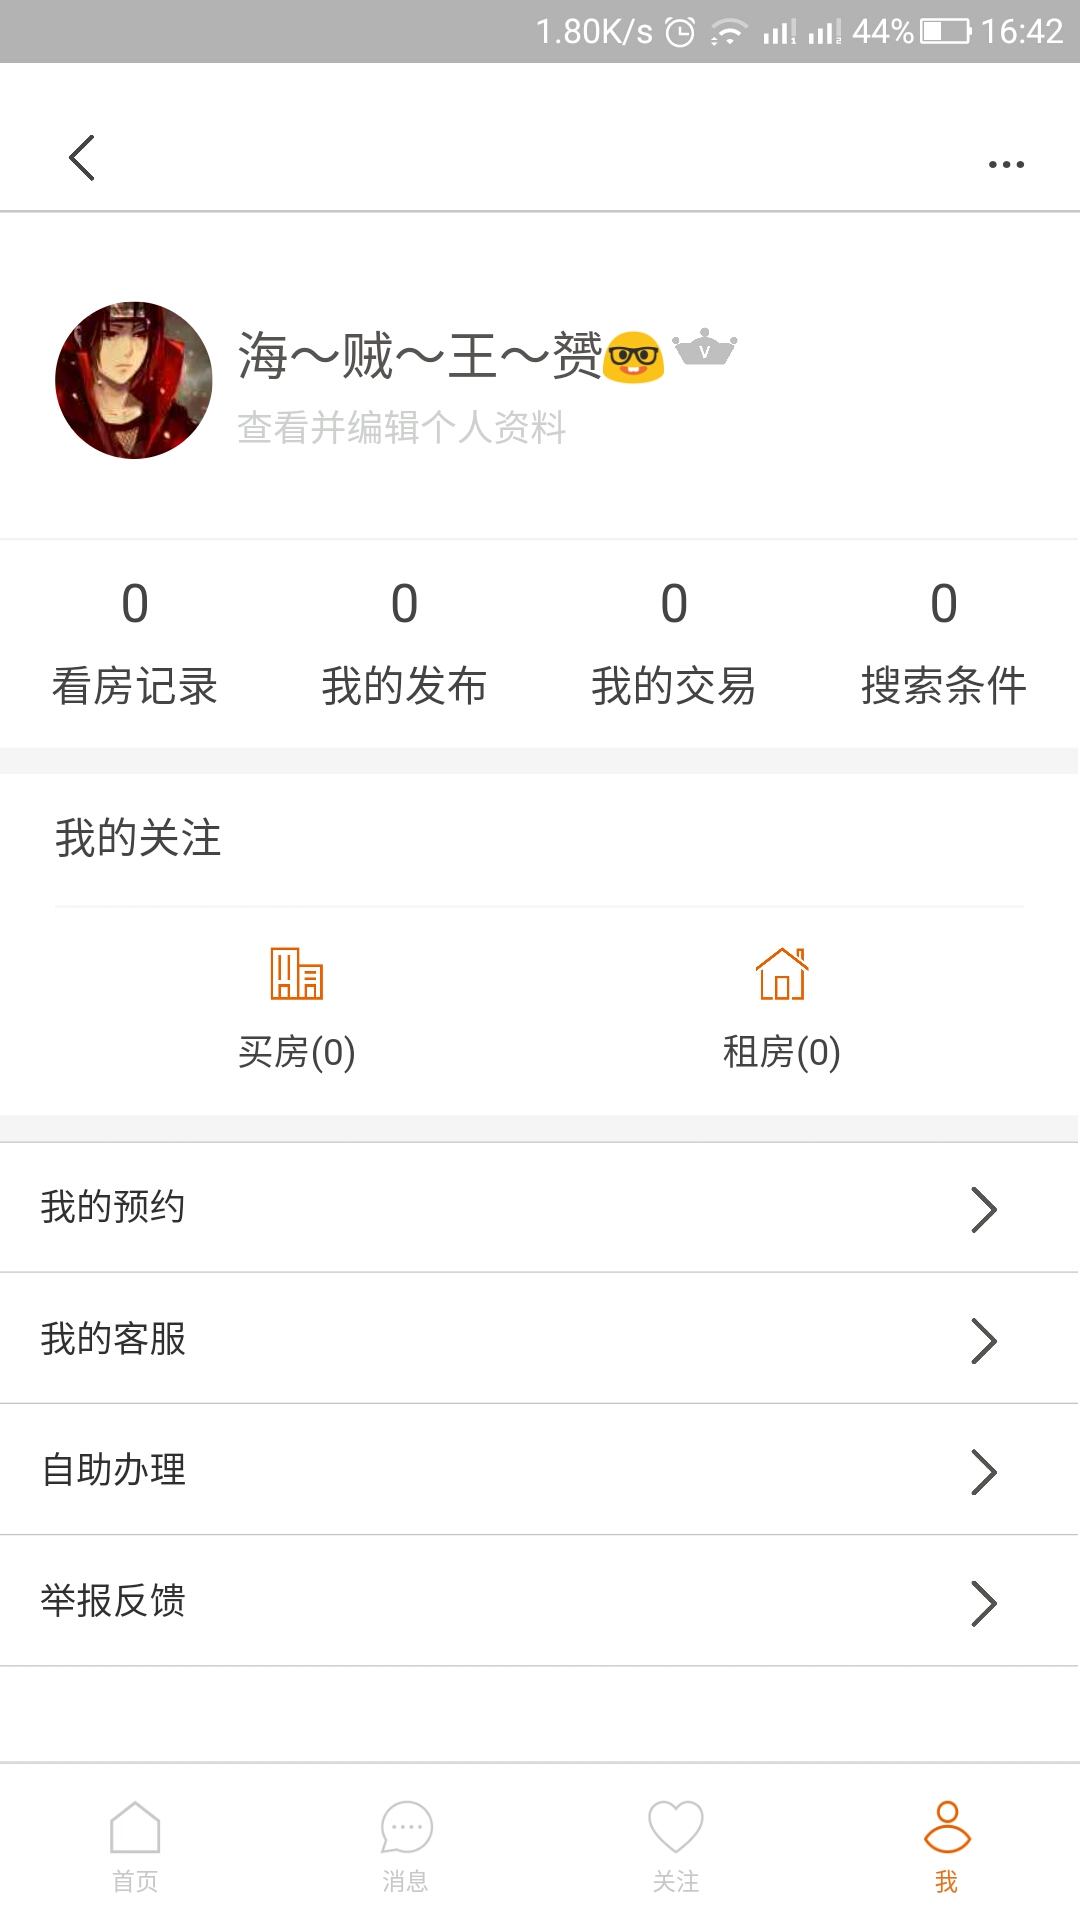 1.80K/s 44% 16:42
海～贼～王～赟🤓
查看并编辑个人资料
0 0 0 0
看房记录 我的发布 我的交易 搜索条件
我的关注
买房(0) 租房(0)
我的预约
我的客服
自助办理
举报反馈
首页 消息 关注 我